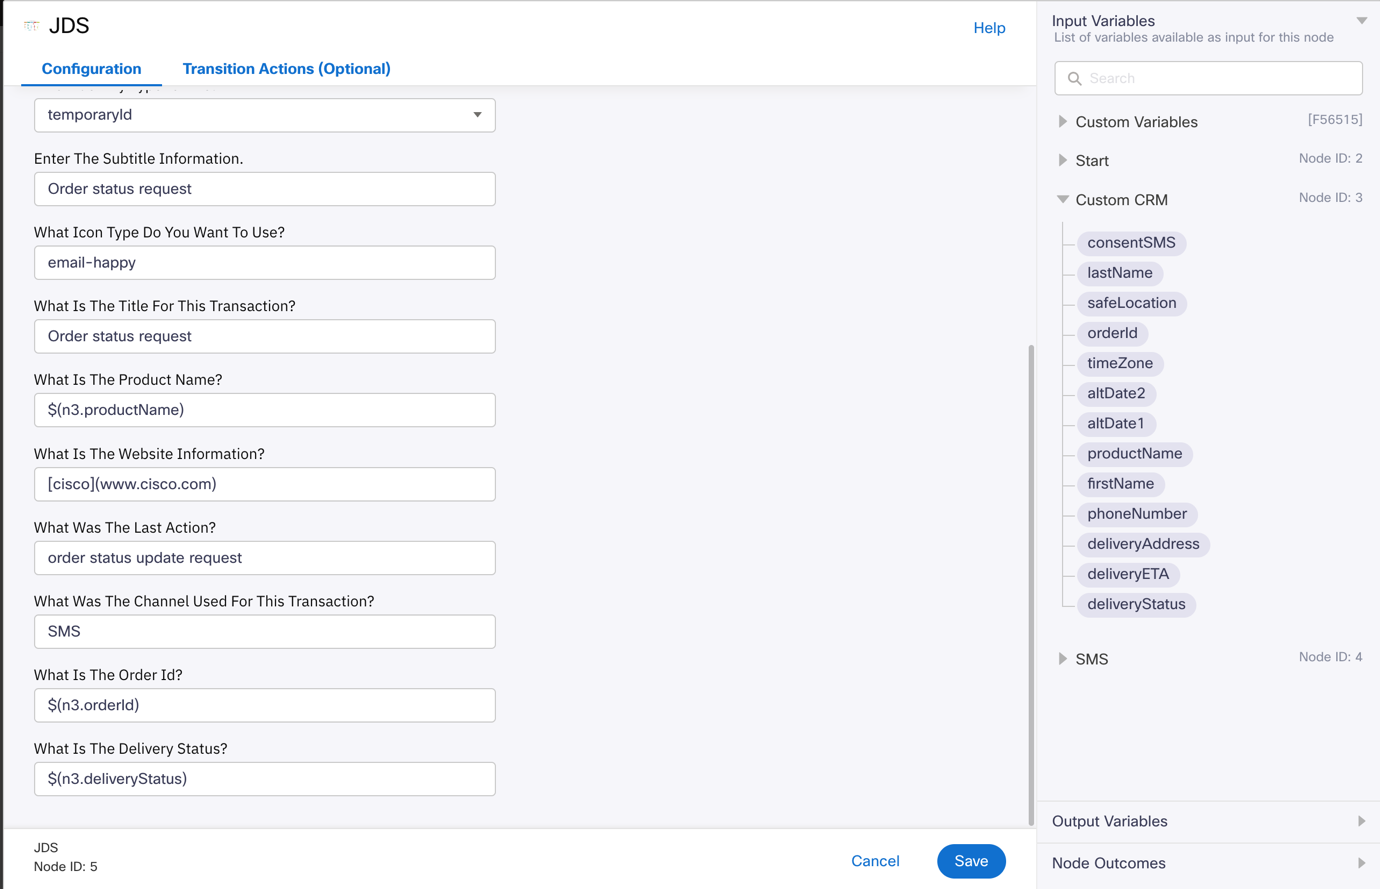 JDS
Help
Configuration
Transition Actions (Optional)
temporaryId
Enter The Subtitle Information.
Order status request
What Icon Type Do You Want To Use?
email-happy
What Is The Title For This Transaction?
Order status request
What Is The Product Name?
$(n3.productName)
What Is The Website Information?
[cisco](www.cisco.com)
What Was The Last Action?
order status update request
What Was The Channel Used For This Transaction?
SMS
What Is The Order Id?
$(n3.orderId)
What Is The Delivery Status?
$(n3.deliveryStatus)
JDS
Node ID: 5
Cancel
Save
Input Variables
List of variables available as input for this node
Search
Custom Variables
[F56515]
Start
Node ID: 2
Custom CRM
Node ID: 3
consentSMS
lastName
safeLocation
orderId
timeZone
altDate2
altDate1
productName
firstName
phoneNumber
deliveryAddress
deliveryETA
deliveryStatus
SMS
Node ID: 4
Output Variables
Node Outcomes